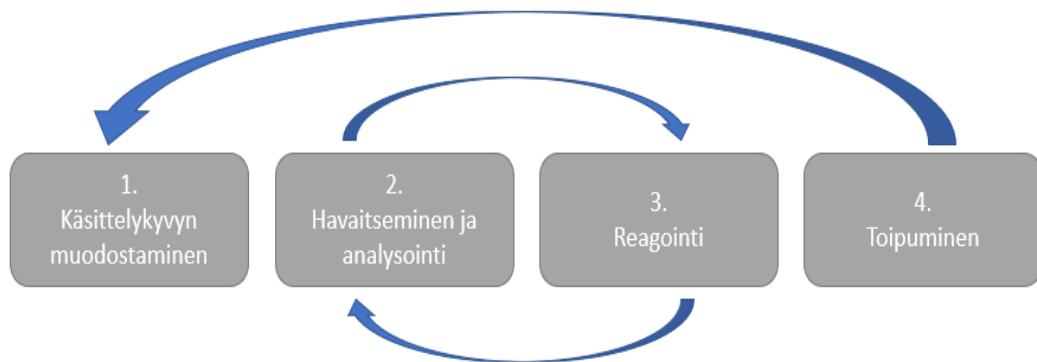 1.
Käsittelykyvyn
muodostaminen
2.
Havaitseminen ja
analysointi
3.
Reagointi
4.
Toipuminen